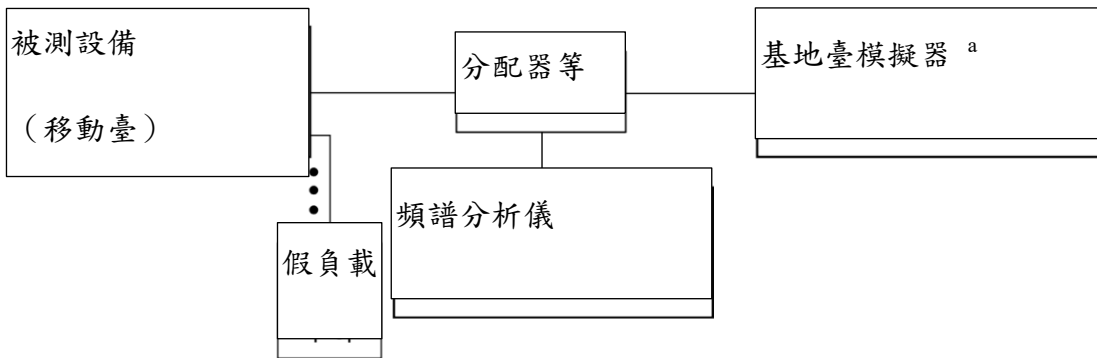 被測設備
（移動臺）
分配器等
基地臺模擬器 a
頻譜分析儀
假負載